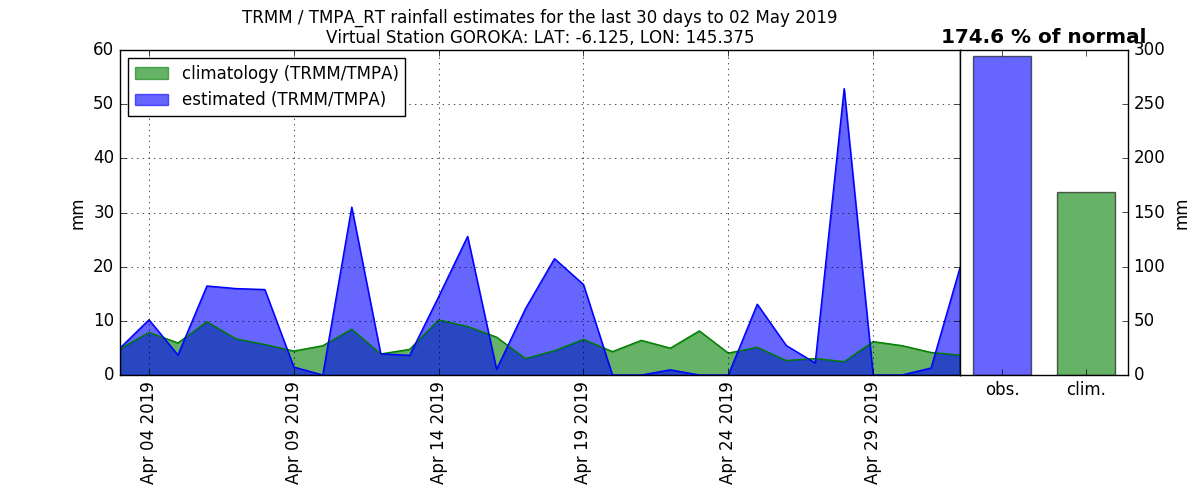 TRMM / TMPA_RT rainfall estimates for the last 30 days to 02 May 2019
Virtual Station GOROKA: LAT: -6.125, LON: 145.375
174.6 % of normal
climatology (TRMM/TMPA)
estimated (TRMM/TMPA)
60
50
40
30
20
10
0
mm
300
250
200
150
100
50
0
mm
Apr 04 2019
Apr 09 2019
Apr 14 2019
Apr 19 2019
Apr 24 2019
Apr 29 2019
obs.
clim.